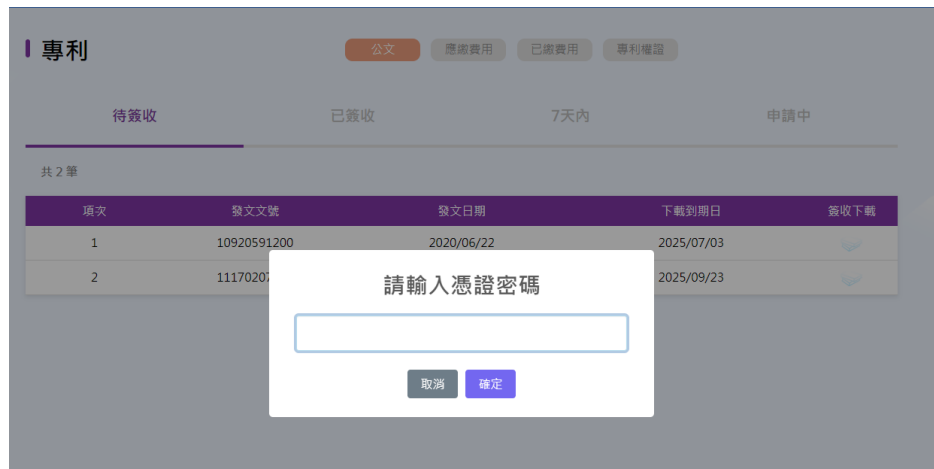 專利
公文 應繳費用 已繳費用 專利權證
待簽收 已簽收 7天內 申請中
共 2 筆
項次 發文文號 發文日期 下載到期日 簽收下載
1 10920591200 2020/06/22 2025/07/03
2 1117020 2025/09/23
請輸入憑證密碼
取消 確定